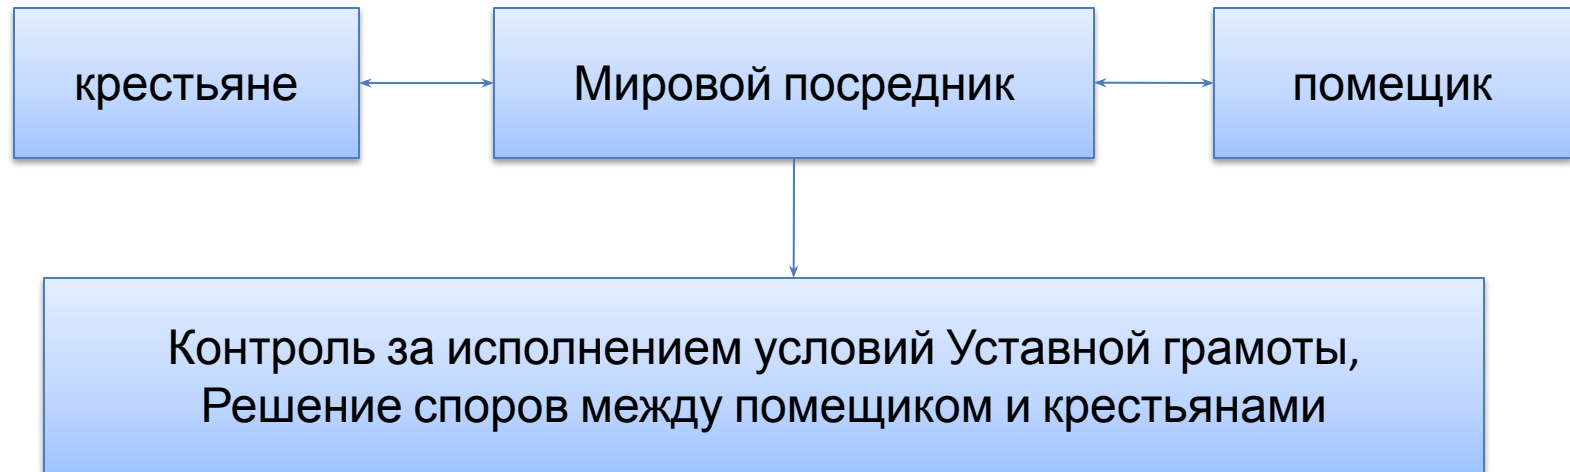 крестьяне
Мировой посредник
помещик
Контроль за исполнением условий Уставной грамоты,
Решение споров между помещиком и крестьянами